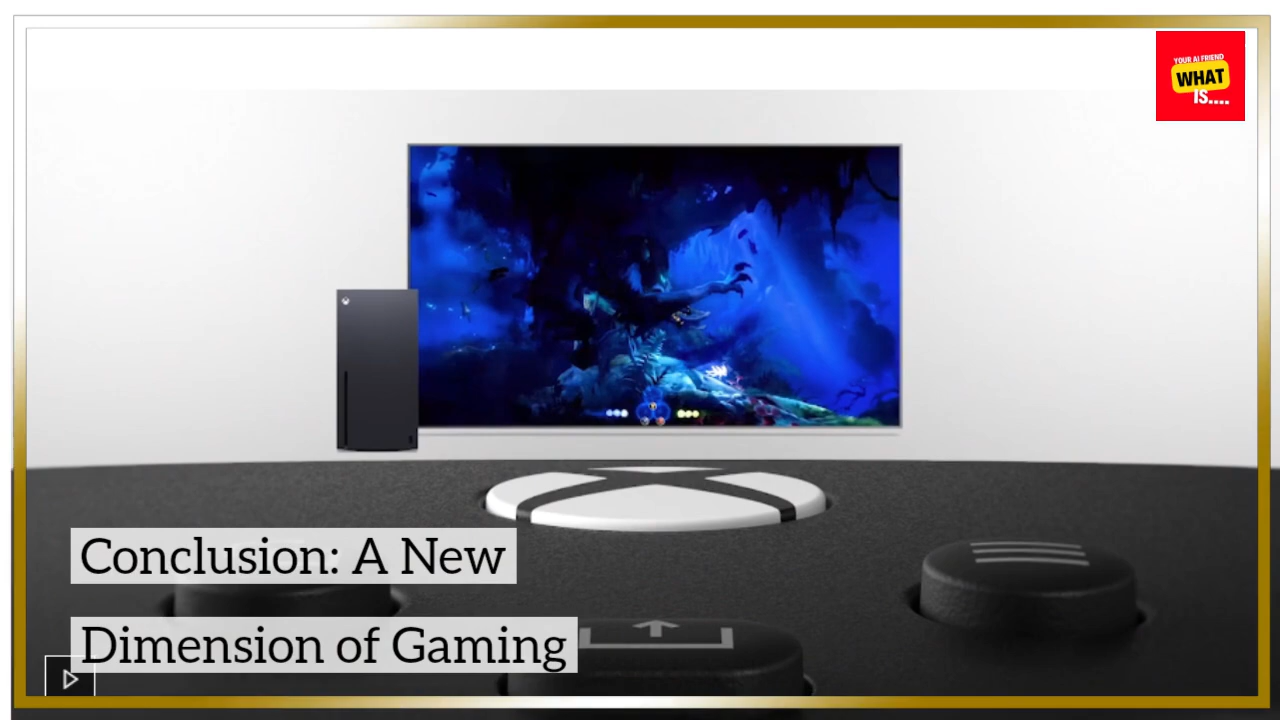 YOUR AI FRIEND
WHAT
IS....
Conclusion: A New
Dimension of Gaming